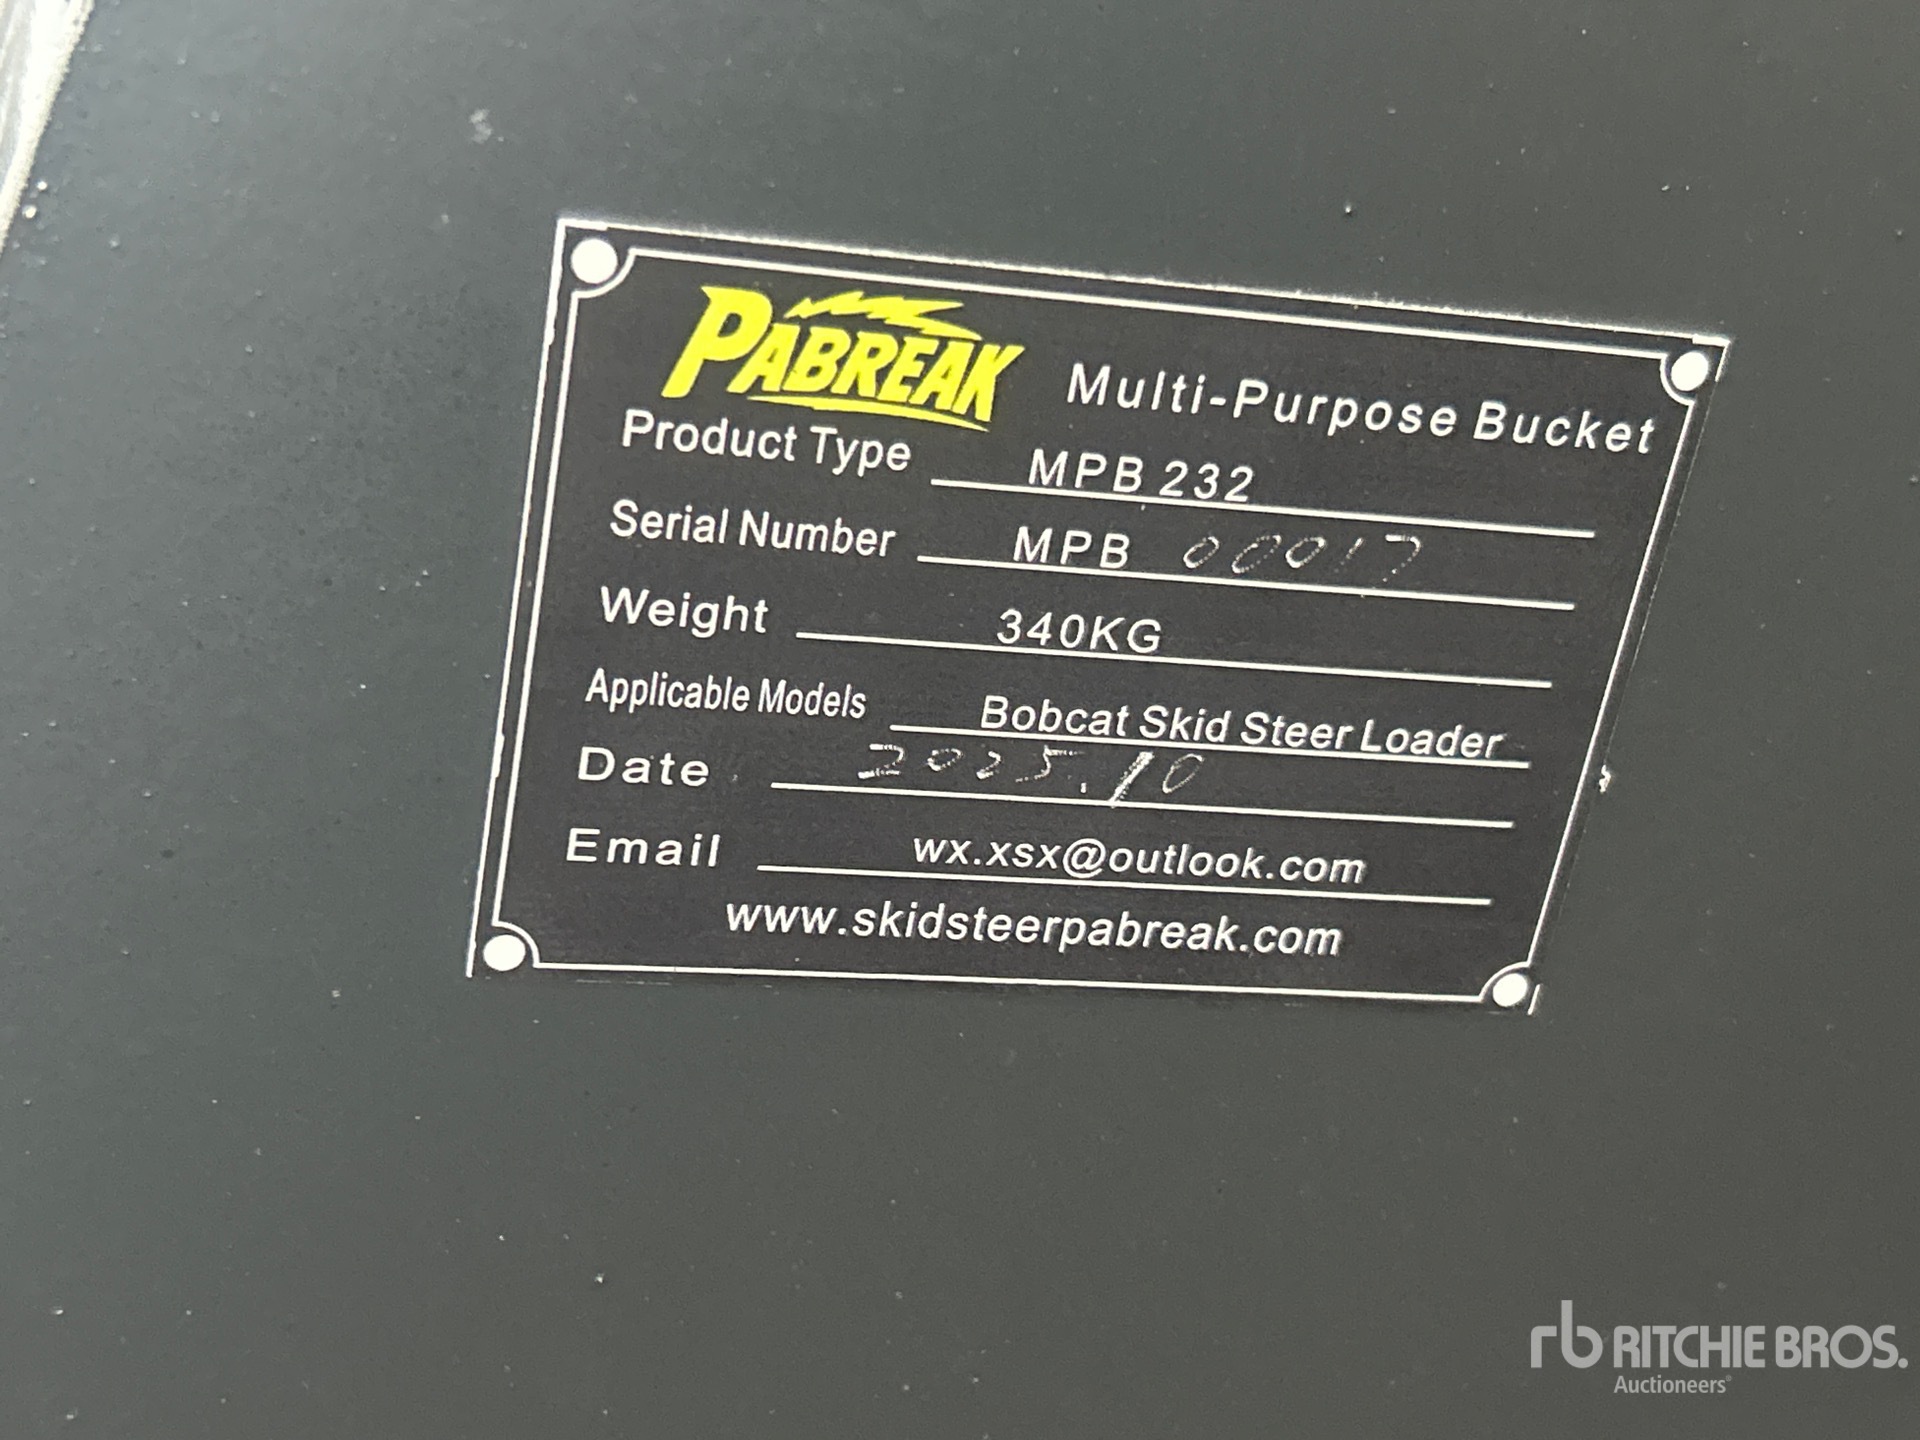 PABREAK Multi-Purpose Bucket
Product Type MPB 232
Serial Number MPB 00017
Weight 340KG
Applicable Models Bobcat Skid Steer Loader
Date 2025.10
Email wx.xsx@outlook.com
www.skidsteerpabreak.com
rb RITCHIE BROS.
Auctioneers